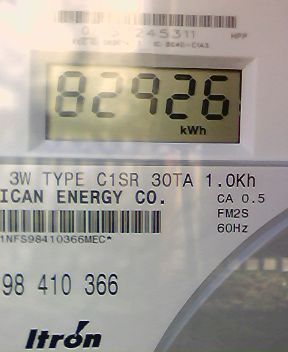 245311
82926
kWh
3W TYPE C1SR 30TA 1.0Kh
ICAN ENERGY CO.
CA 0.5
FM2S
60Hz
1NFS98410366MEC*
98 410 366
Itrón